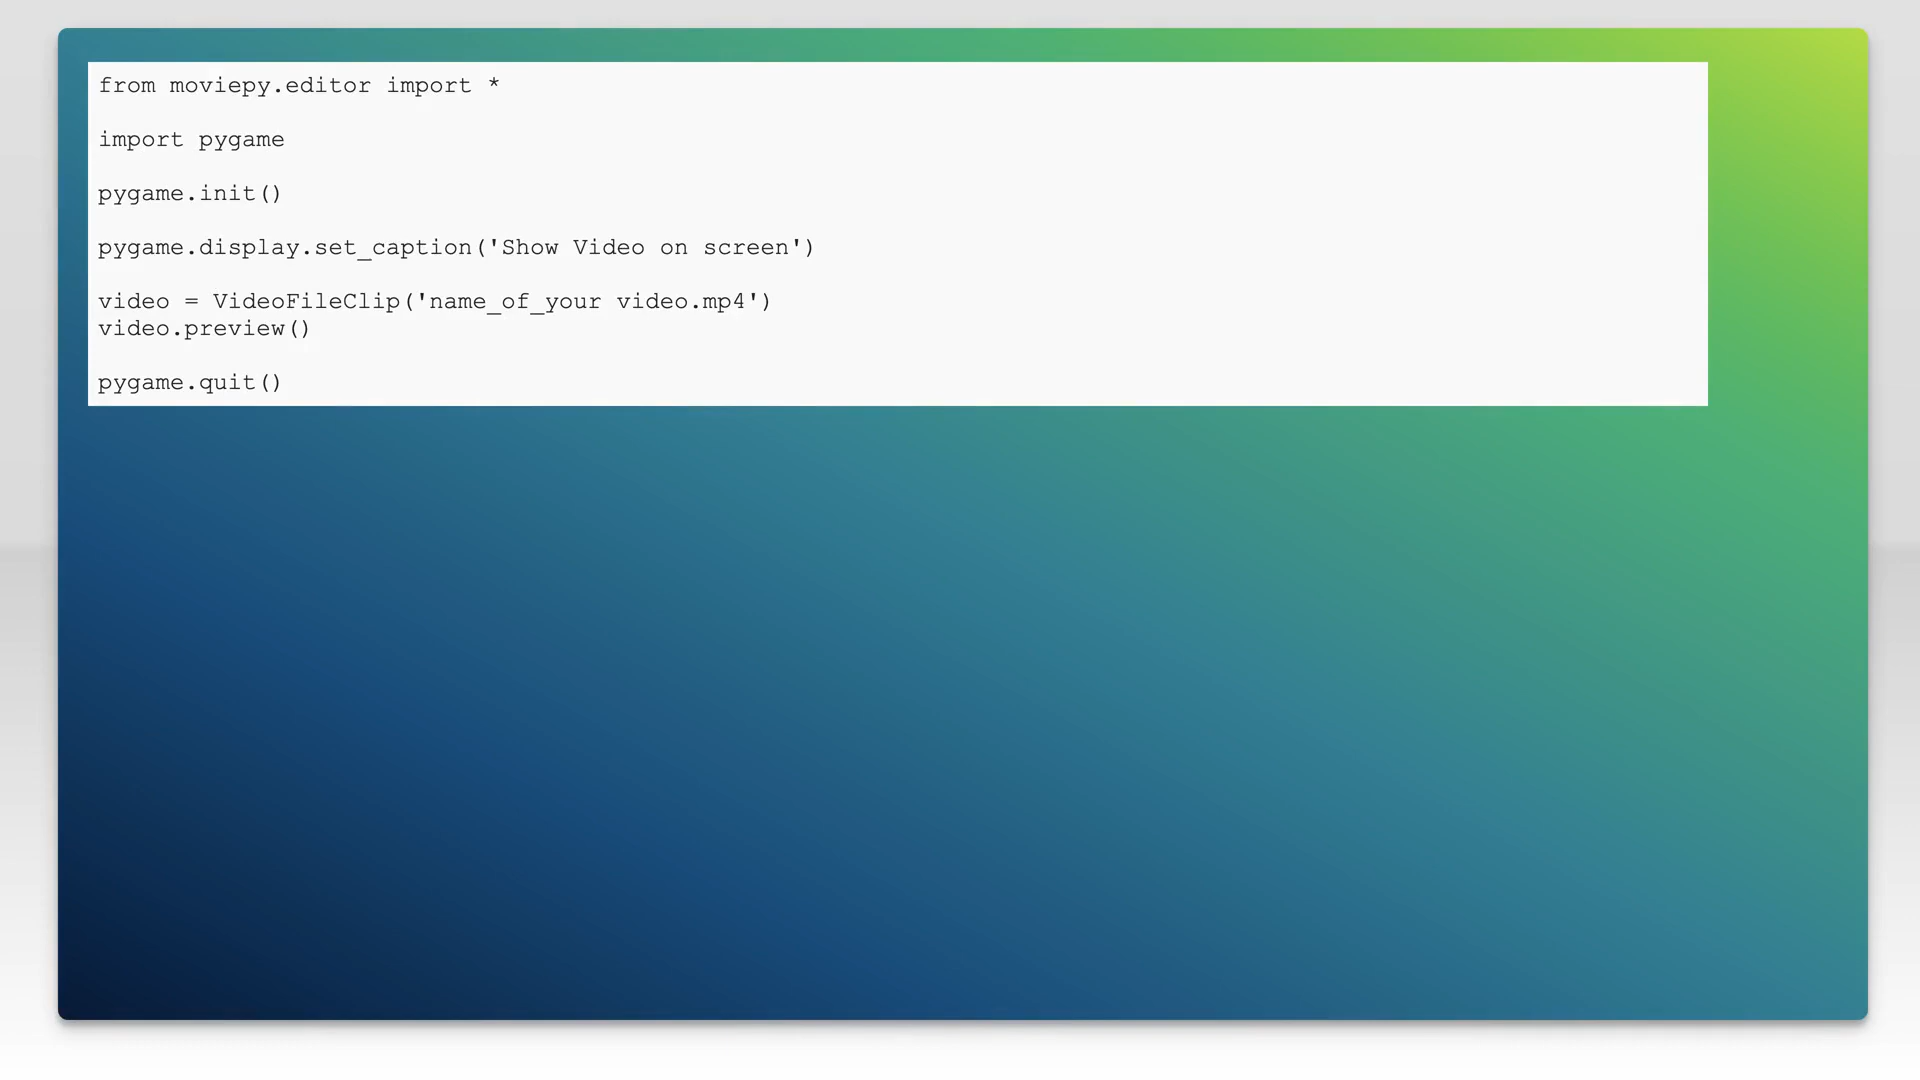 from moviepy.editor import *
import pygame
pygame.init()
pygame.display.set_caption('Show Video on screen')
video = VideoFileClip('name_of_your video.mp4')
video.preview()
pygame.quit()